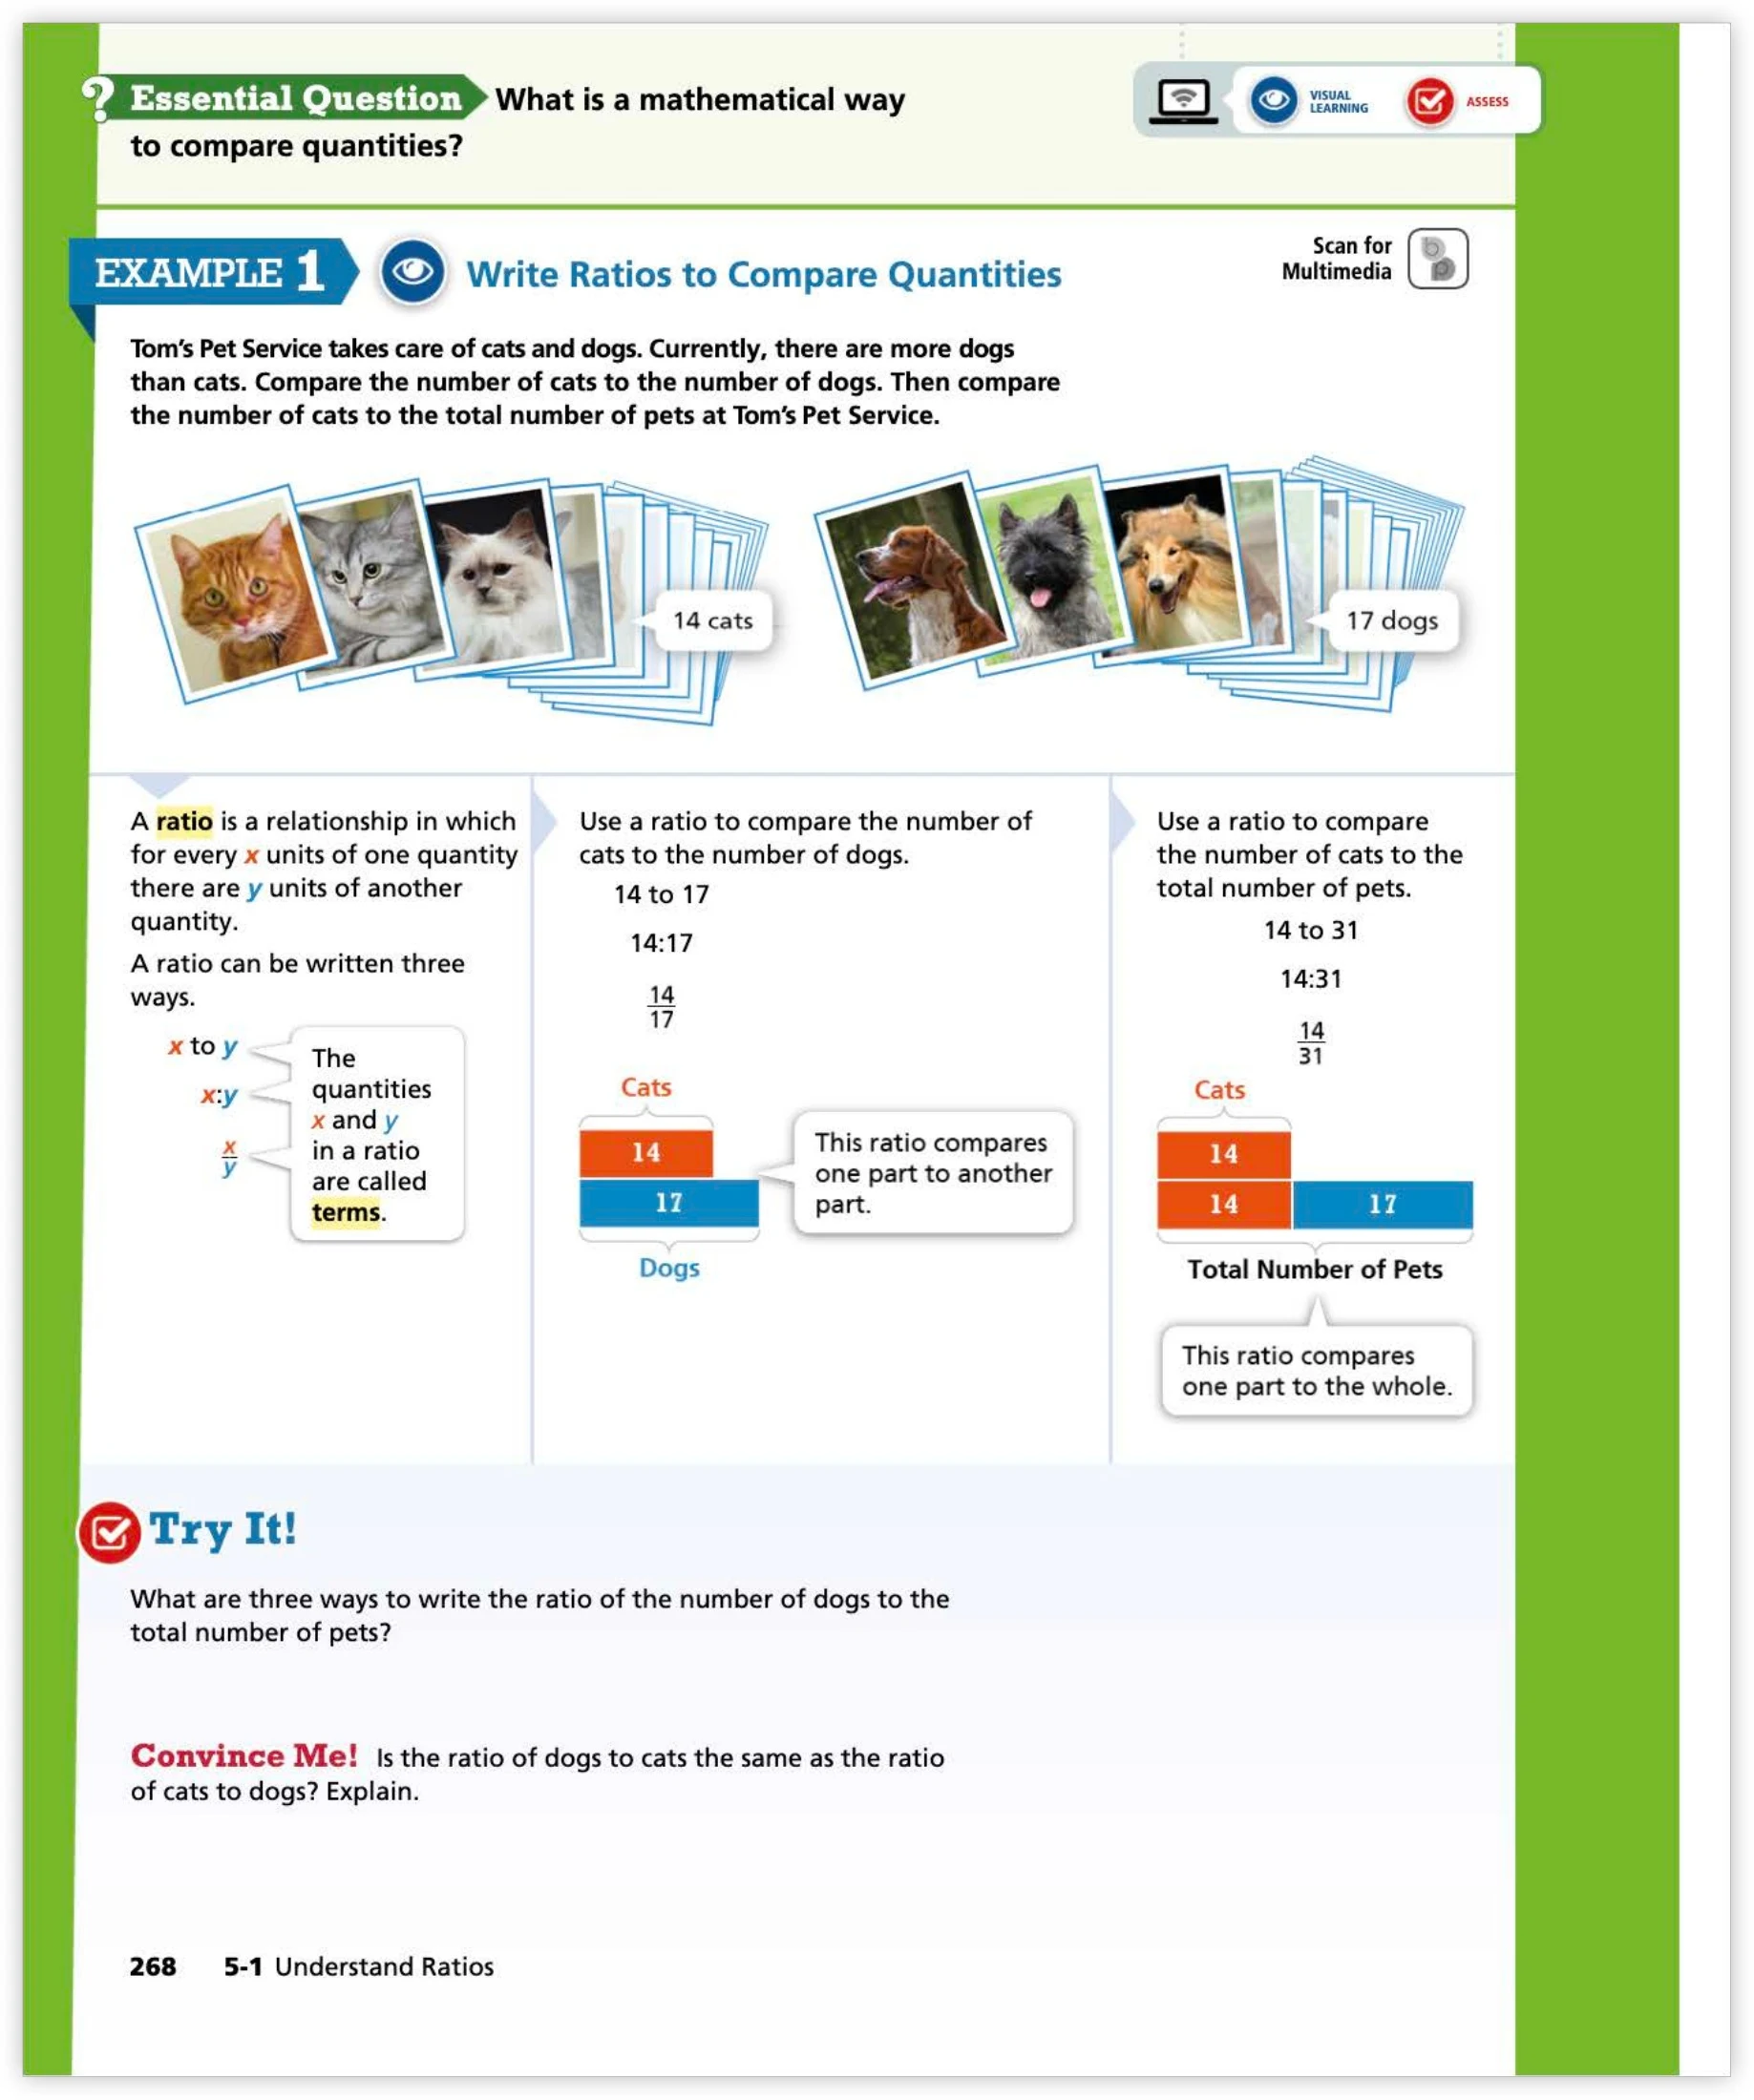 ? Essential Question What is a mathematical way
to compare quantities?
VISUAL
LEARNING
ASSESS
EXAMPLE 1 Write Ratios to Compare Quantities
Scan for
Multimedia
Tom's Pet Service takes care of cats and dogs. Currently, there are more dogs
than cats. Compare the number of cats to the number of dogs. Then compare
the number of cats to the total number of pets at Tom's Pet Service.
14 cats
17 dogs
A ratio is a relationship in which
for every x units of one quantity
there are y units of another
quantity.
A ratio can be written three
ways.
x to y
x:y
x
y
The
quantities
x and y
in a ratio
are called
terms.
Use a ratio to compare the number of
cats to the number of dogs.
14 to 17
14:17
14
17
Cats
14
17
Dogs
This ratio compares
one part to another
part.
Use a ratio to compare
the number of cats to the
total number of pets.
14 to 31
14:31
14
31
Cats
14
14 17
Total Number of Pets
This ratio compares
one part to the whole.
Try It!
What are three ways to write the ratio of the number of dogs to the
total number of pets?
Convince Me! Is the ratio of dogs to cats the same as the ratio
of cats to dogs? Explain.
268 5-1 Understand Ratios